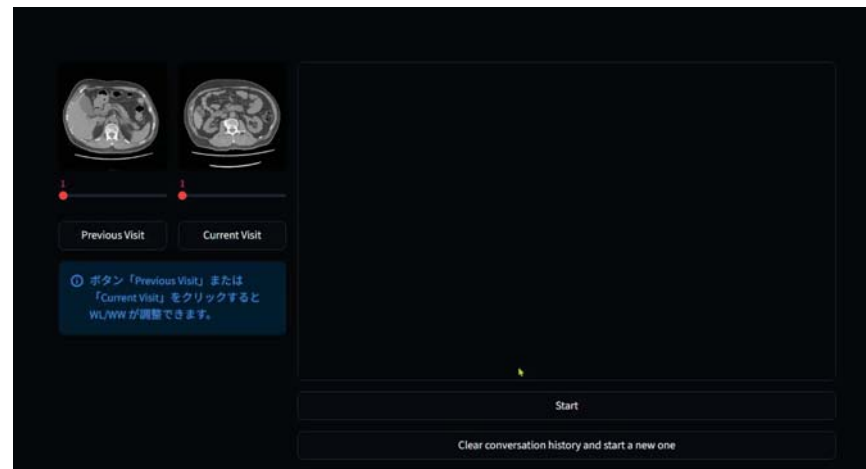 1
1
Previous Visit
Current Visit
ボタン「Previous Visit」または
「Current Visit」をクリックすると
WL/WW が調整できます。
Start
Clear conversation history and start a new one